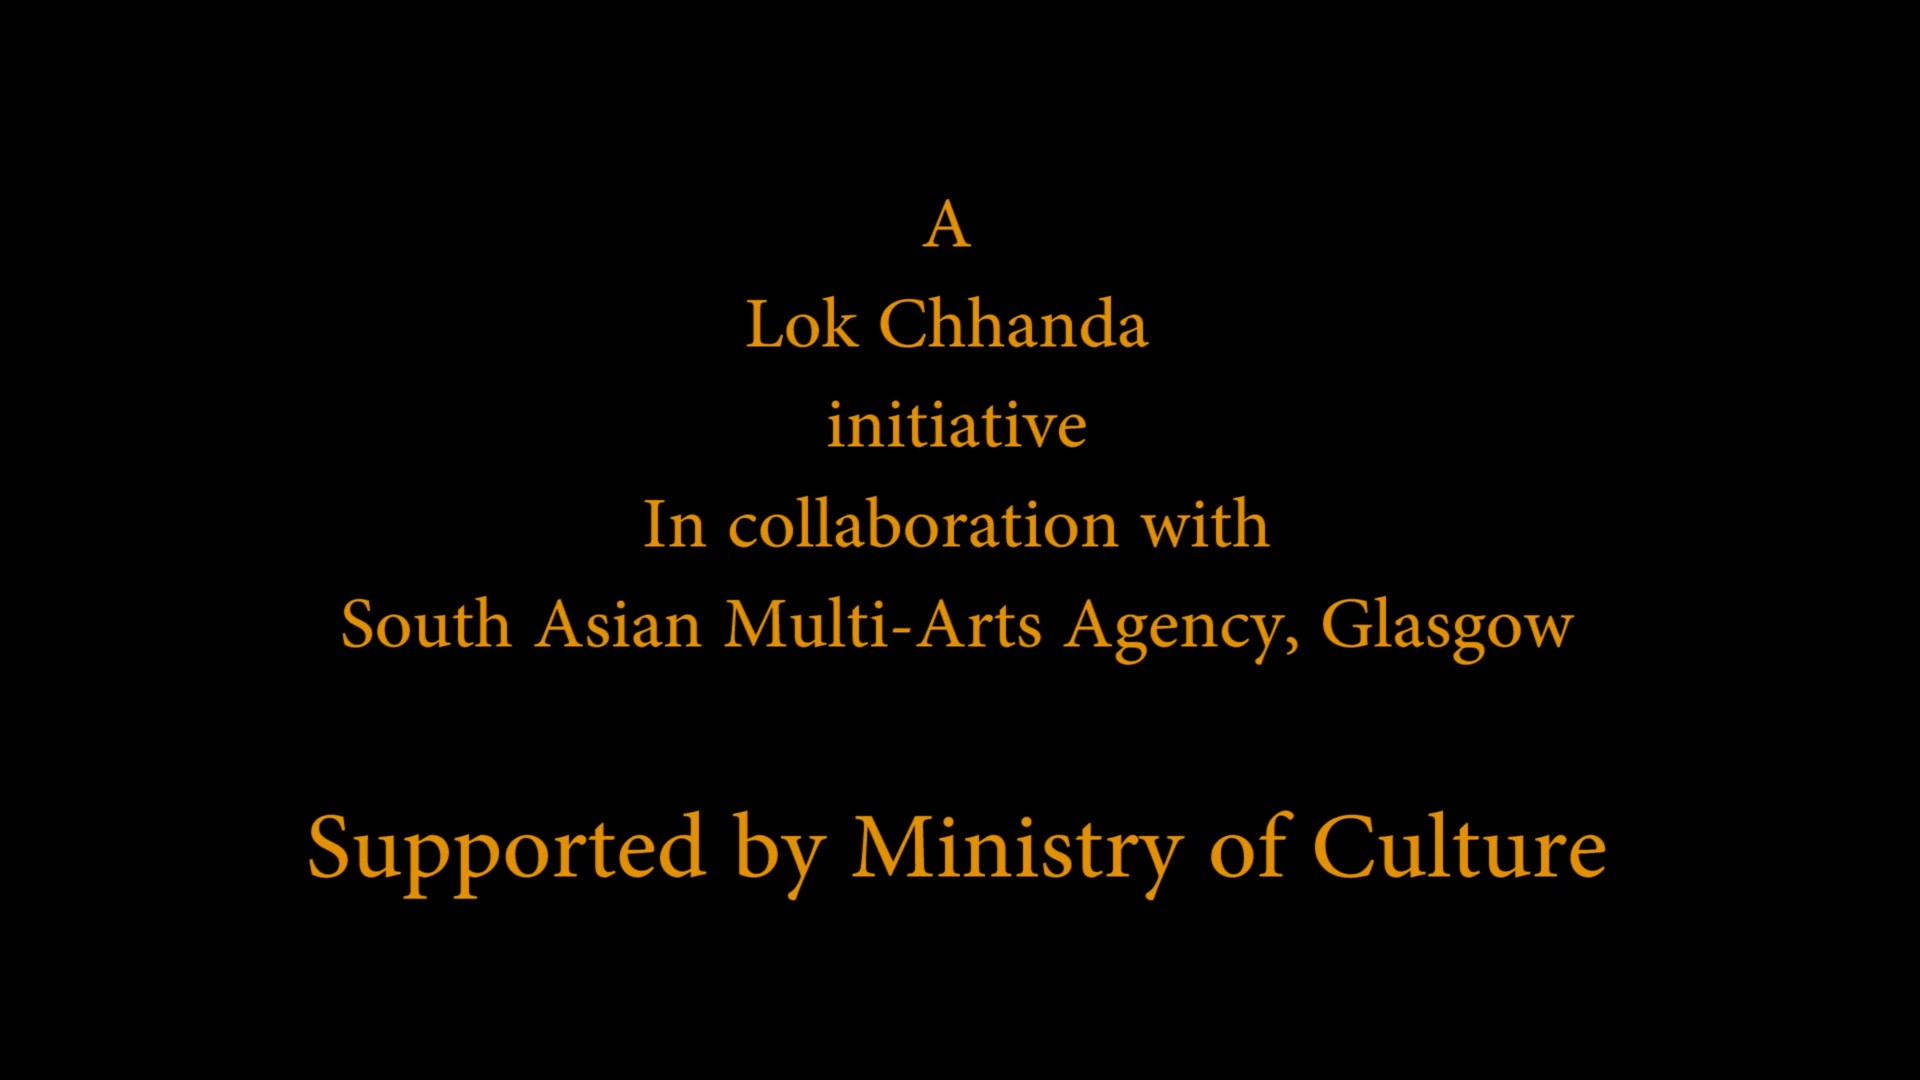 A
Lok Chhanda
initiative
In collaboration with
South Asian Multi-Arts Agency, Glasgow
Supported by Ministry of Culture